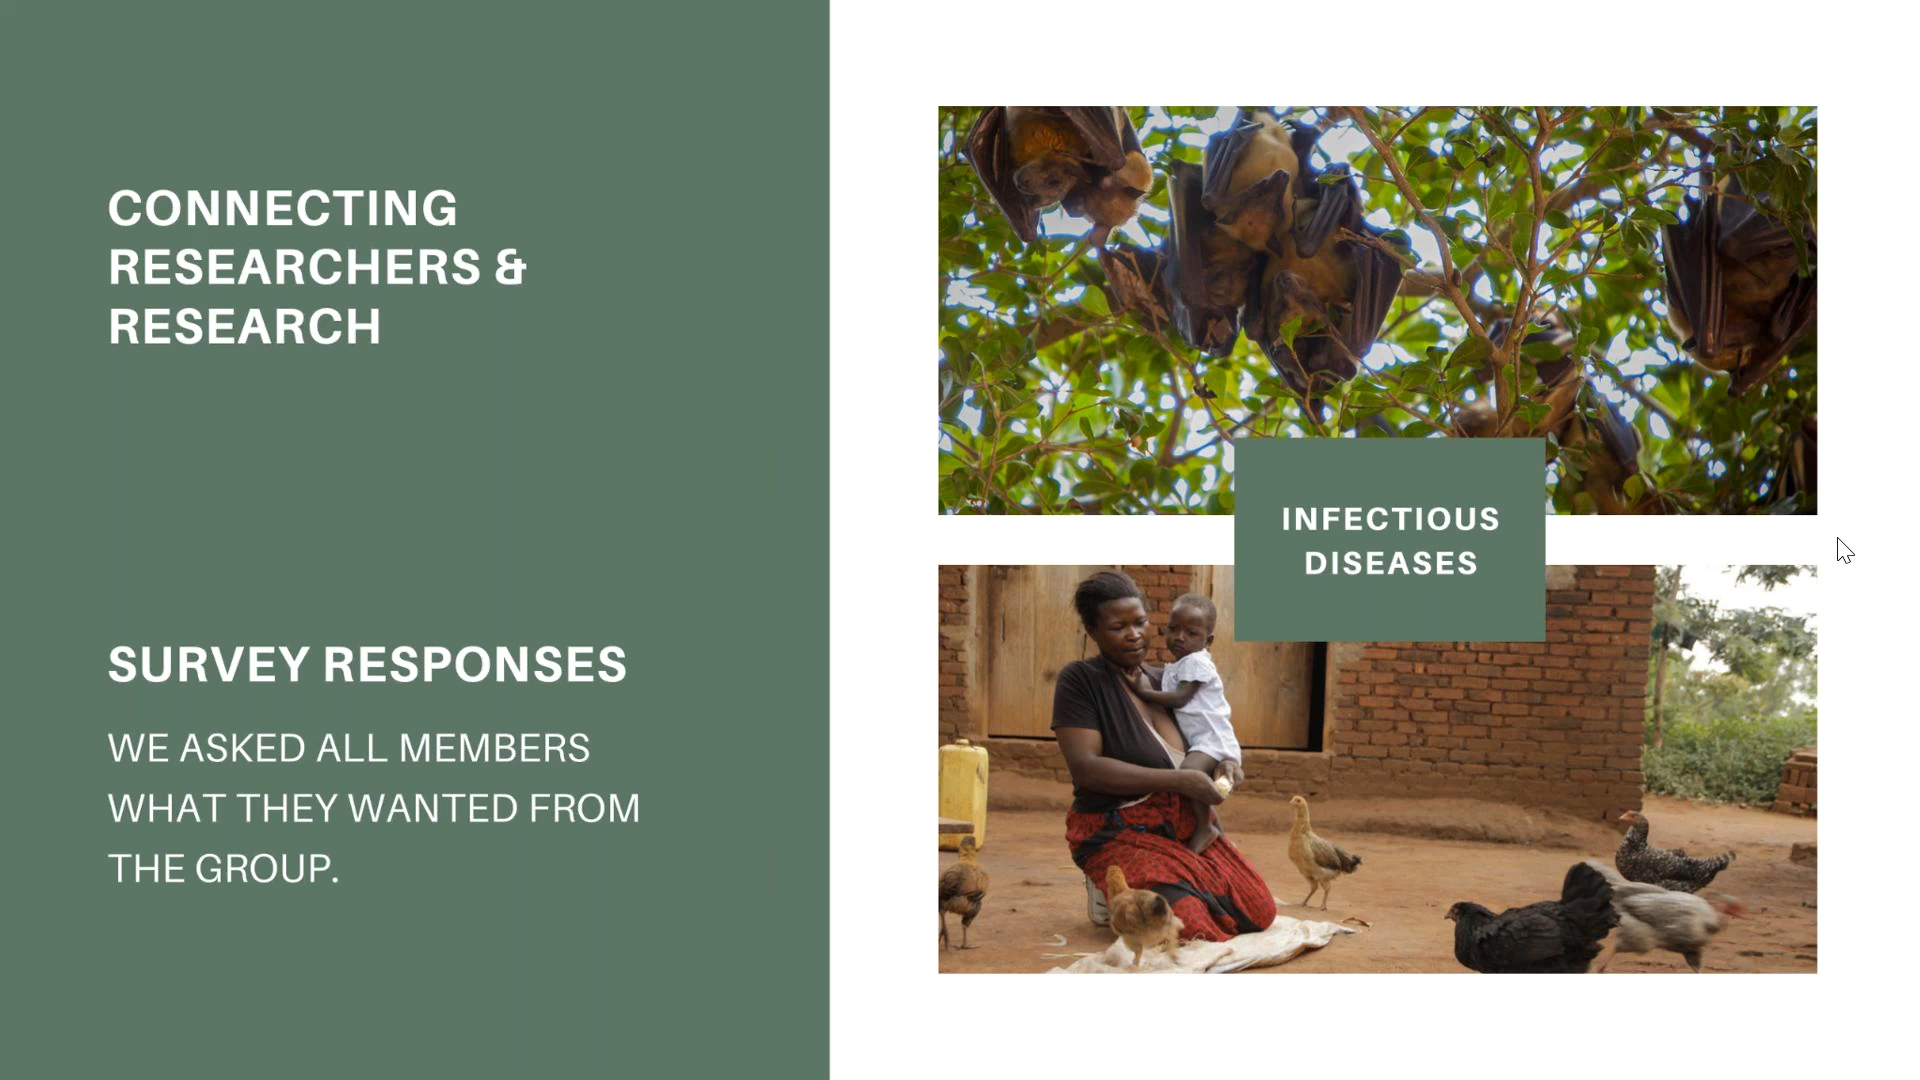 CONNECTING
RESEARCHERS &
RESEARCH
SURVEY RESPONSES
WE ASKED ALL MEMBERS
WHAT THEY WANTED FROM
THE GROUP.
INFECTIOUS
DISEASES